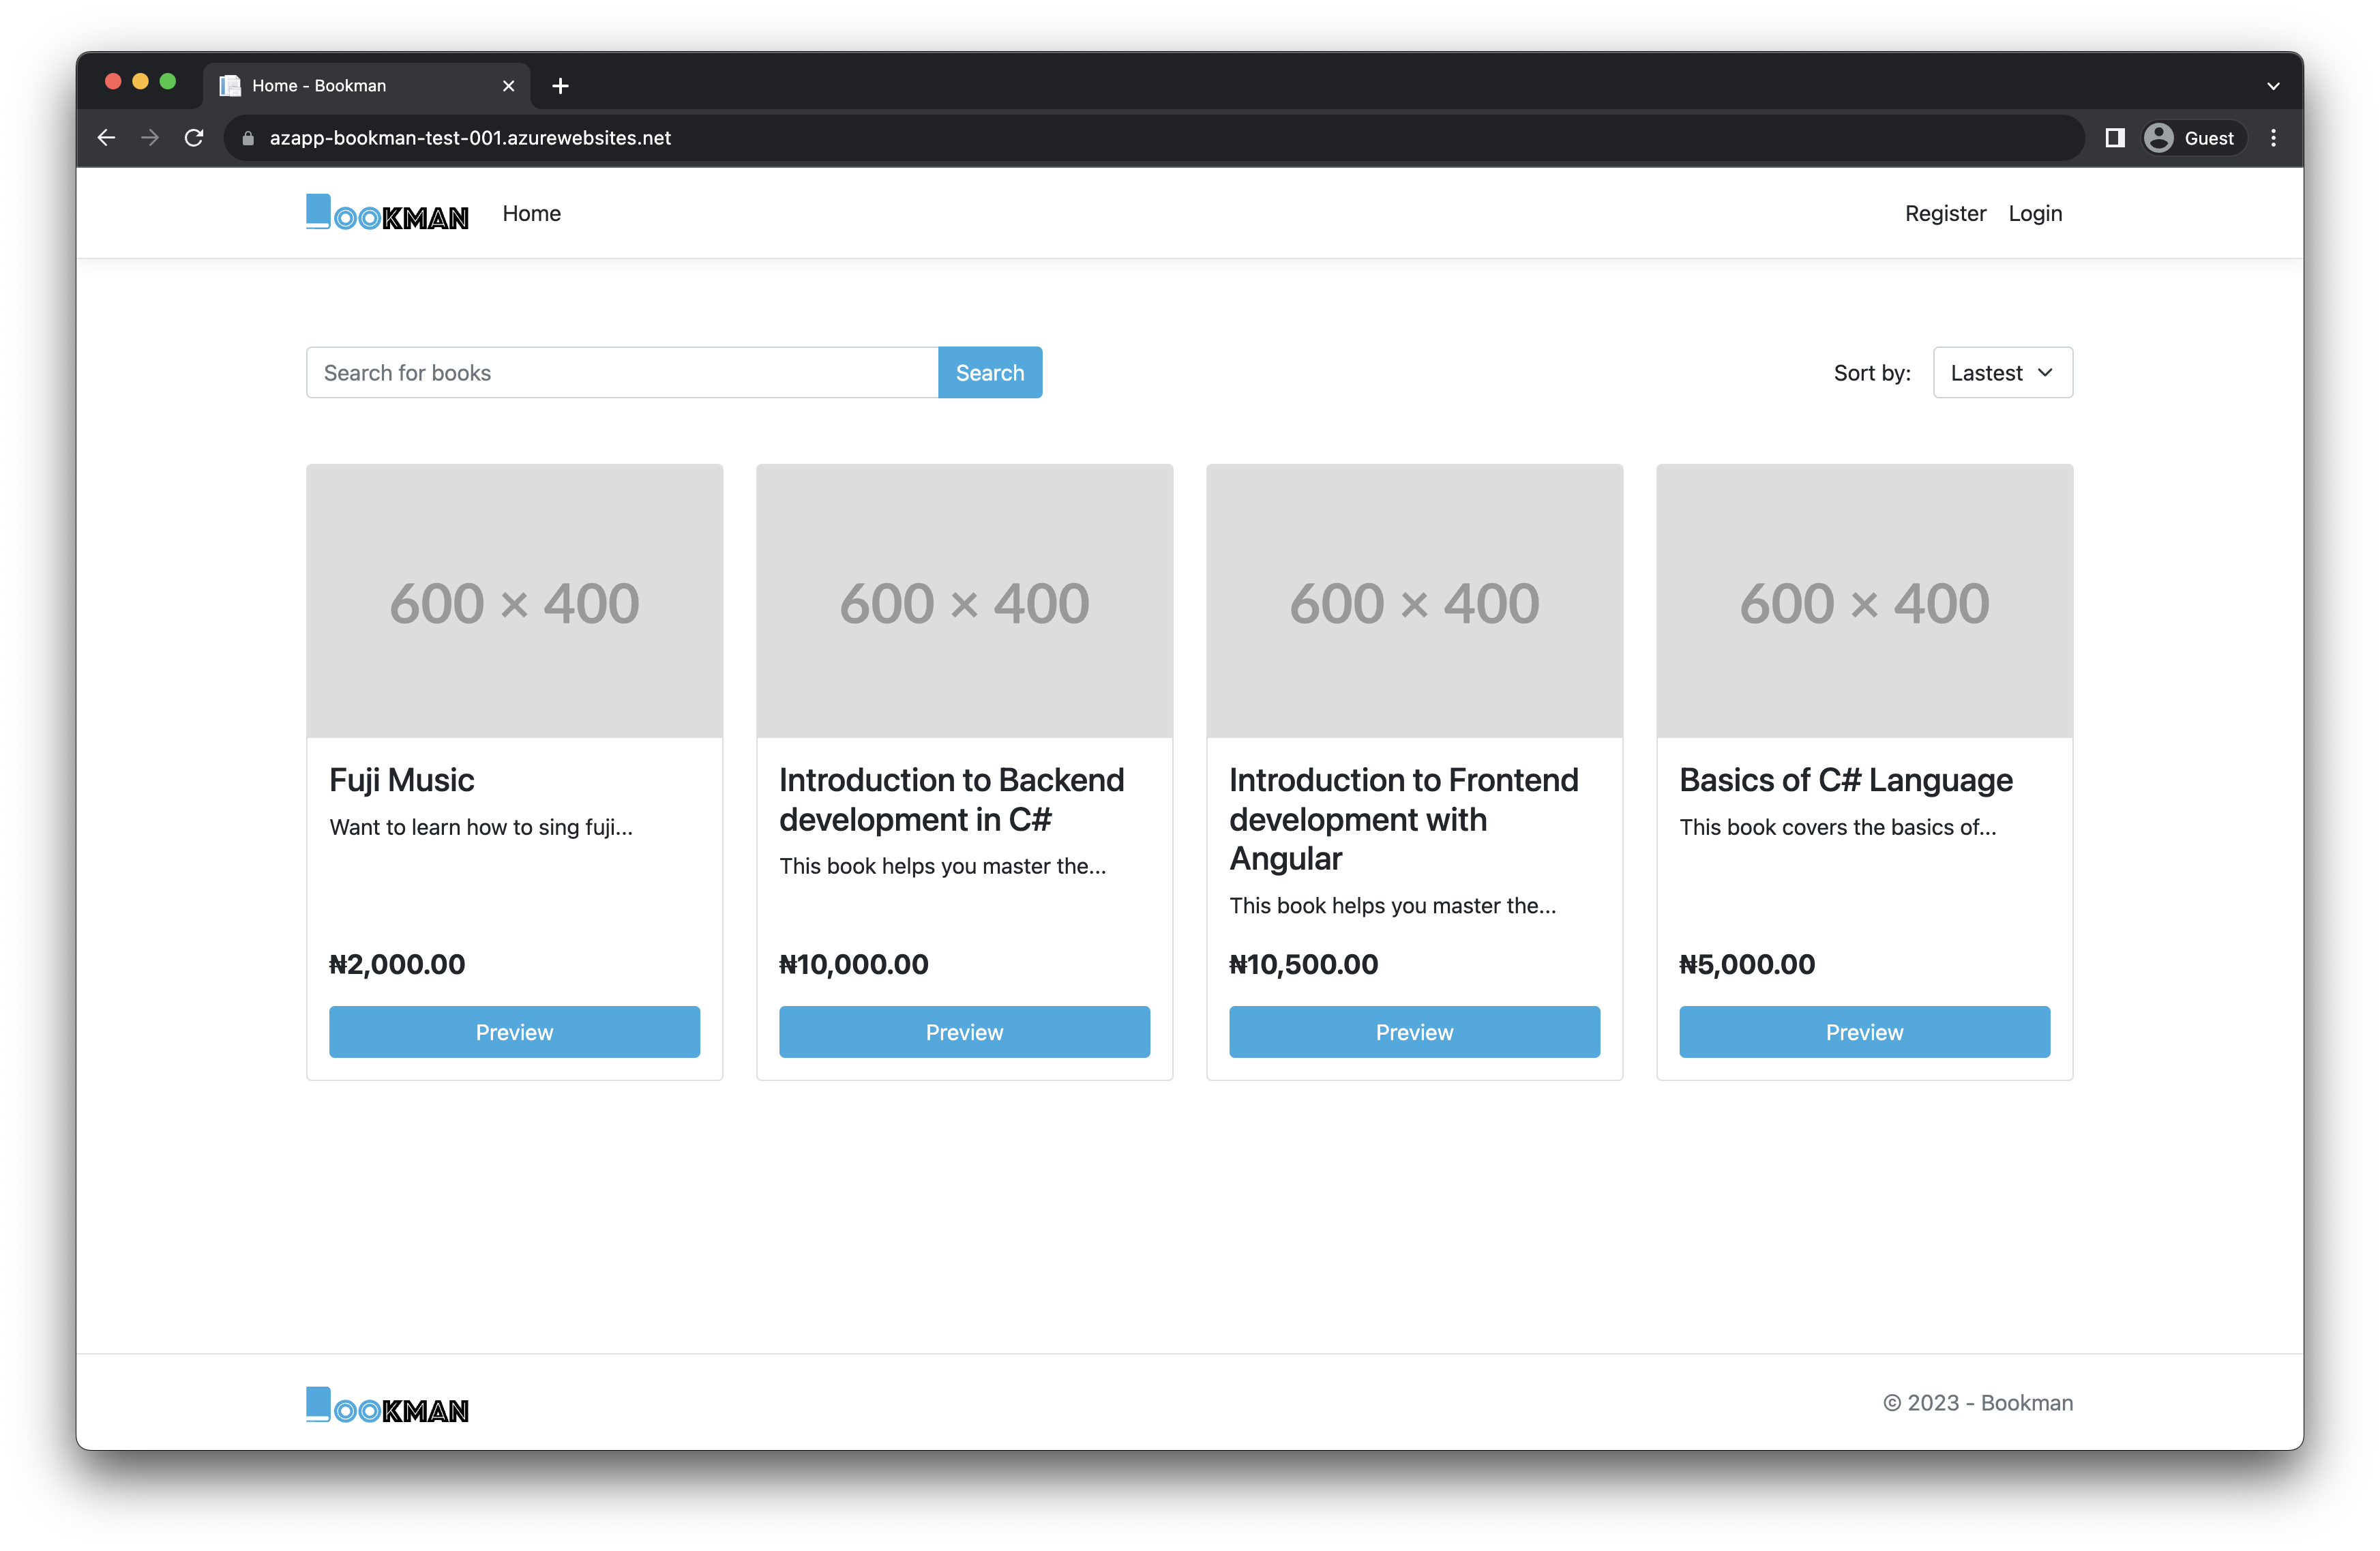 Home - Bookman
azapp-bookman-test-001.azurewebsites.net
Guest
BOOKMAN
Home
Register
Login
Search for books
Search
Sort by:
Lastest
600 × 400
Fuji Music
Want to learn how to sing fuji...
₦2,000.00
Preview
600 × 400
Introduction to Backend
development in C#
This book helps you master the...
₦10,000.00
Preview
600 × 400
Introduction to Frontend
development with
Angular
This book helps you master the...
₦10,500.00
Preview
600 × 400
Basics of C# Language
This book covers the basics of...
₦5,000.00
Preview
BOOKMAN
© 2023 - Bookman